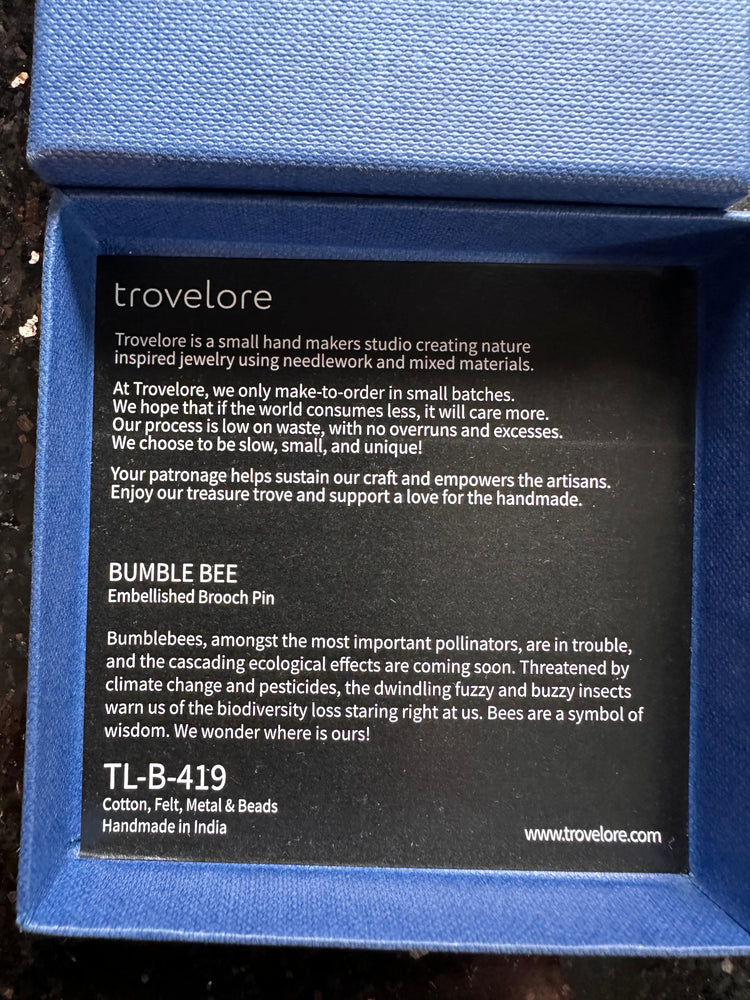 trovelore
Trovelore is a small hand makers studio creating nature
inspired jewelry using needlework and mixed materials.
At Trovelore, we only make-to-order in small batches.
We hope that if the world consumes less, it will care more.
Our process is low on waste, with no overruns and excesses.
We choose to be slow, small, and unique!
Your patronage helps sustain our craft and empowers the artisans.
Enjoy our treasure trove and support a love for the handmade.
BUMBLE BEE
Embellished Brooch Pin
Bumblebees, amongst the most important pollinators, are in trouble,
and the cascading ecological effects are coming soon. Threatened by
climate change and pesticides, the dwindling fuzzy and buzzy insects
warn us of the biodiversity loss staring right at us. Bees are a symbol of
wisdom. We wonder where is ours!
TL-B-419
Cotton, Felt, Metal & Beads
Handmade in India
www.trovelore.com